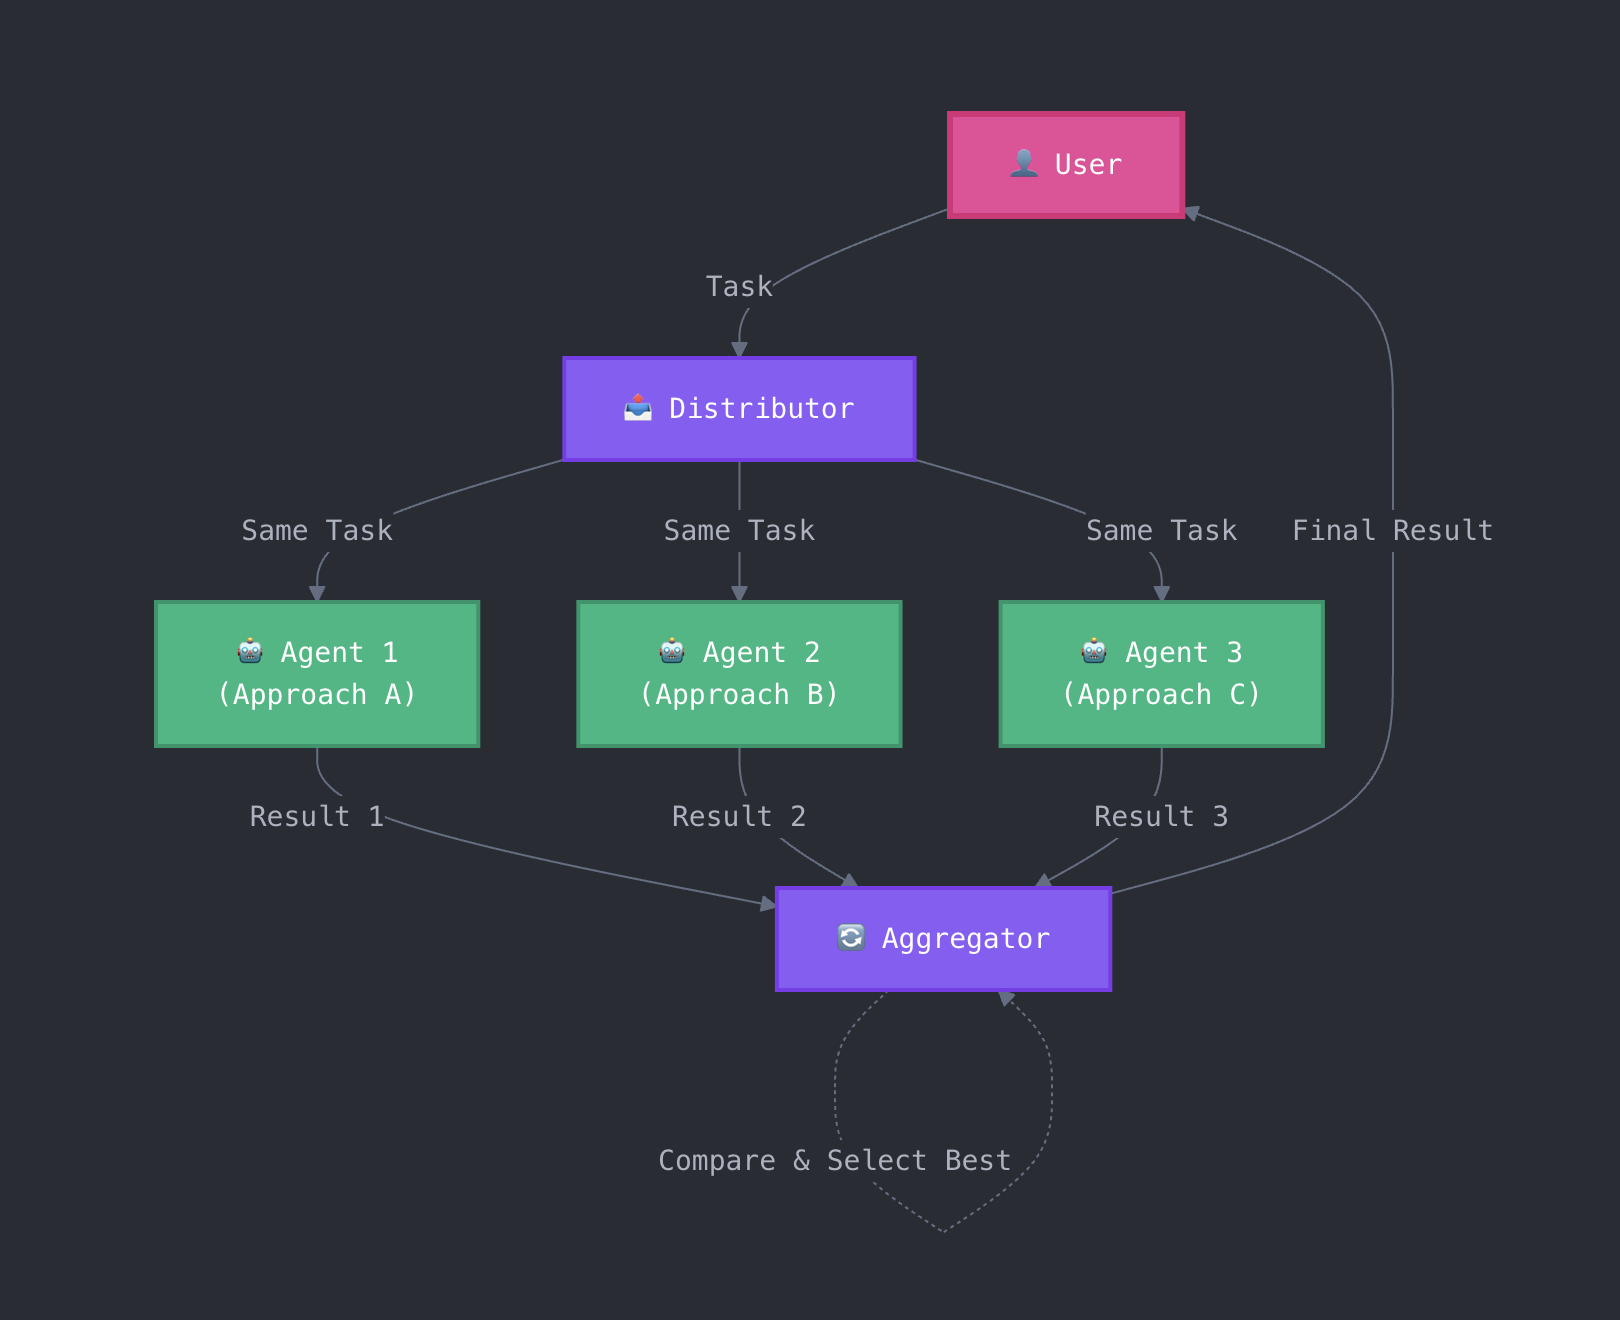 👤 User
Task
📤 Distributor
Same Task
Same Task
Same Task
Final Result
🤖 Agent 1
(Approach A)
🤖 Agent 2
(Approach B)
🤖 Agent 3
(Approach C)
Result 1
Result 2
Result 3
🔄 Aggregator
Compare & Select Best